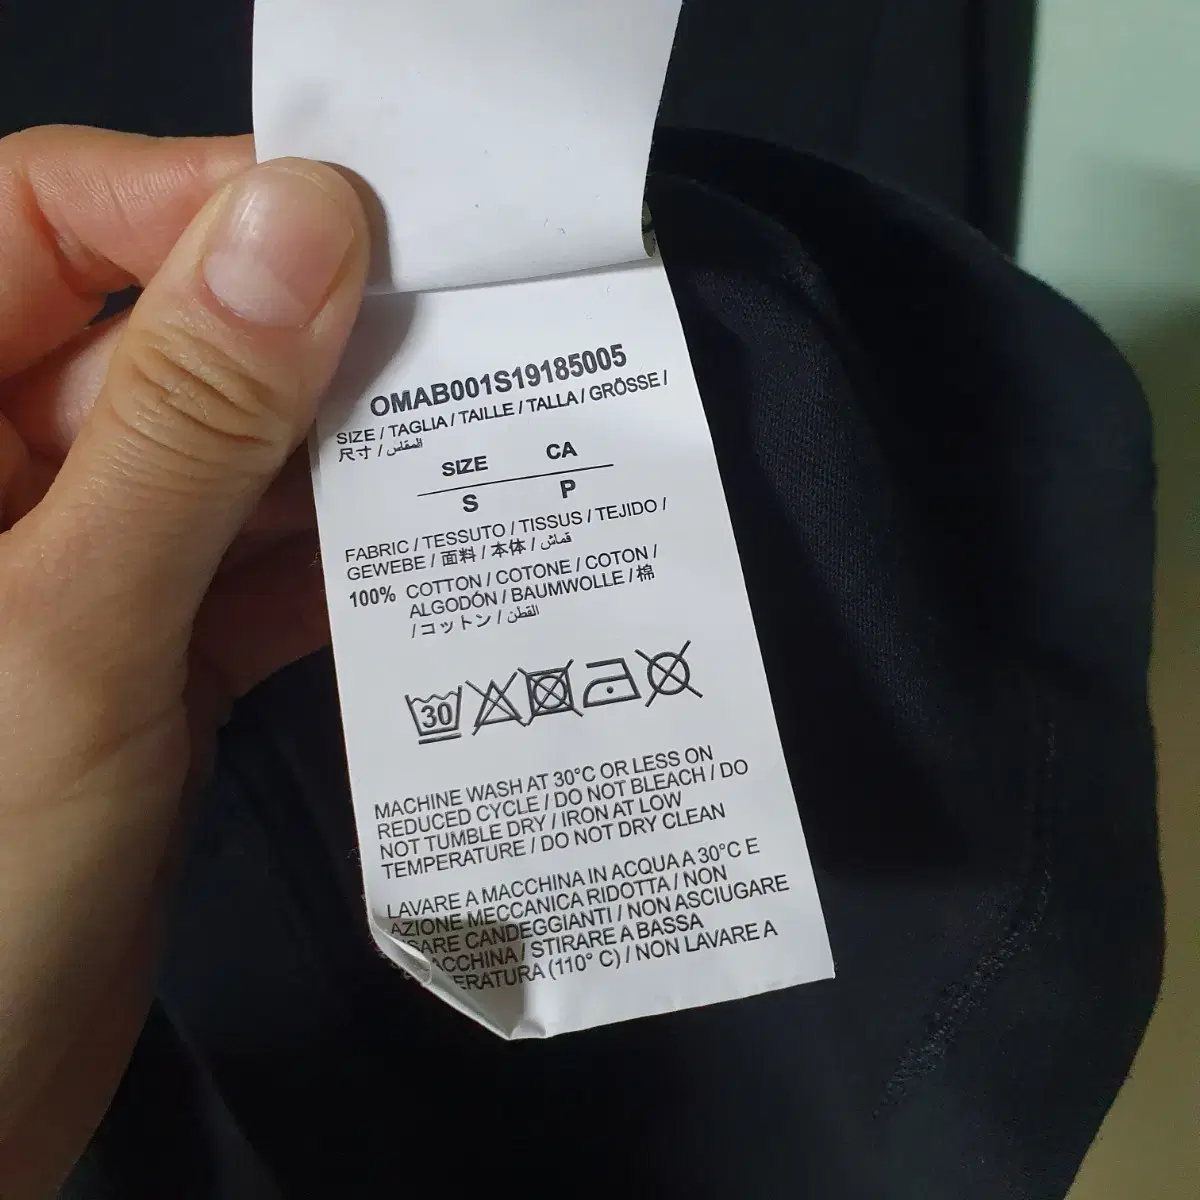 OMAB001S19185005
SIZE / TAGLIA / TAILLE / TALLA / GRÖSSE /
尺寸 / المقاس
SIZE CA
S P
FABRIC / TESSUTO / TISSUS / TEJIDO /
GEWEBE / 面料 / 本体 / قماش
100% COTTON / COTONE / COTON /
ALGODÓN / BAUMWOLLE / 棉
/ コットン / القطن
30
MACHINE WASH AT 30°C OR LESS ON
REDUCED CYCLE / DO NOT BLEACH / DO
NOT TUMBLE DRY / IRON AT LOW
TEMPERATURE / DO NOT DRY CLEAN
LAVARE A MACCHINA IN ACQUA A 30°C E
AZIONE MECCANICA RIDOTTA / NON
CANDEGGIANTI / NON ASCIUGARE
/ STIRARE A BASSA
(110° C) / NON LAVARE A